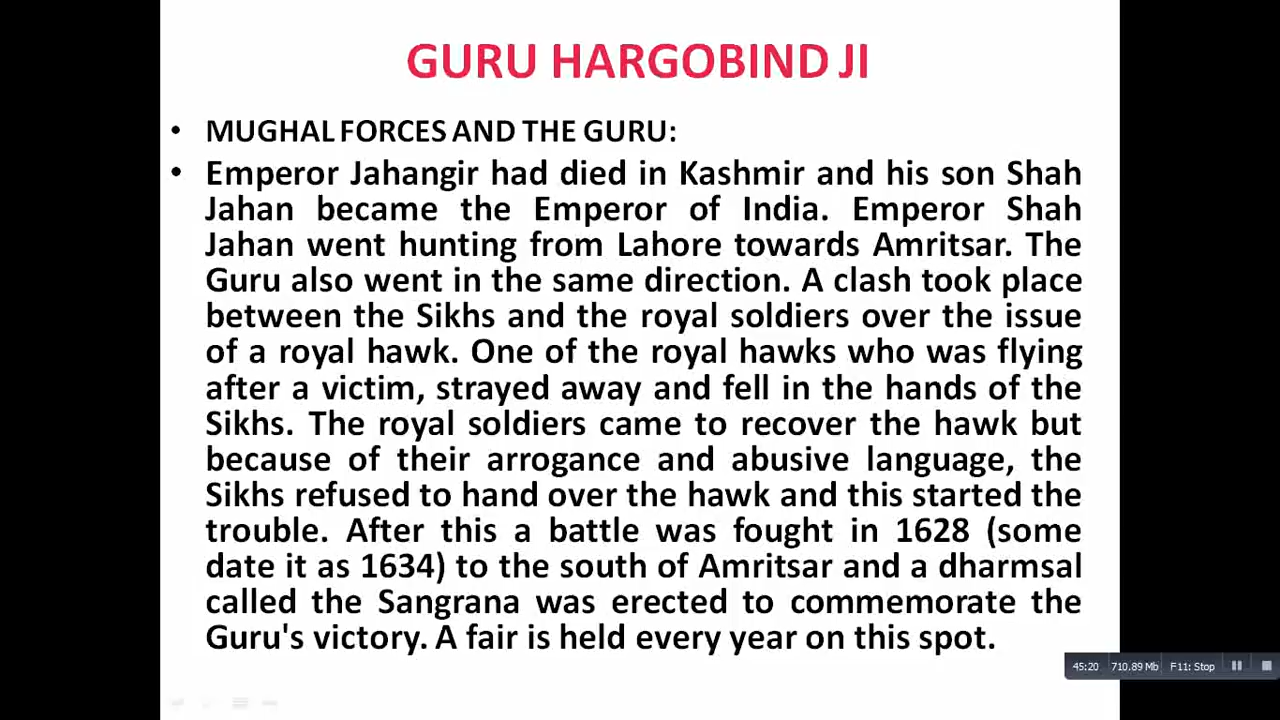 GURU HARGOBIND JI
• MUGHAL FORCES AND THE GURU:
• Emperor Jahangir had died in Kashmir and his son Shah
Jahan became the Emperor of India. Emperor Shah
Jahan went hunting from Lahore towards Amritsar. The
Guru also went in the same direction. A clash took place
between the Sikhs and the royal soldiers over the issue
of a royal hawk. One of the royal hawks who was flying
after a victim, strayed away and fell in the hands of the
Sikhs. The royal soldiers came to recover the hawk but
because of their arrogance and abusive language, the
Sikhs refused to hand over the hawk and this started the
trouble. After this a battle was fought in 1628 (some
date it as 1634) to the south of Amritsar and a dharmsal
called the Sangrana was erected to commemorate the
Guru's victory. A fair is held every year on this spot.
45:20 710.89 Mb F11: Stop